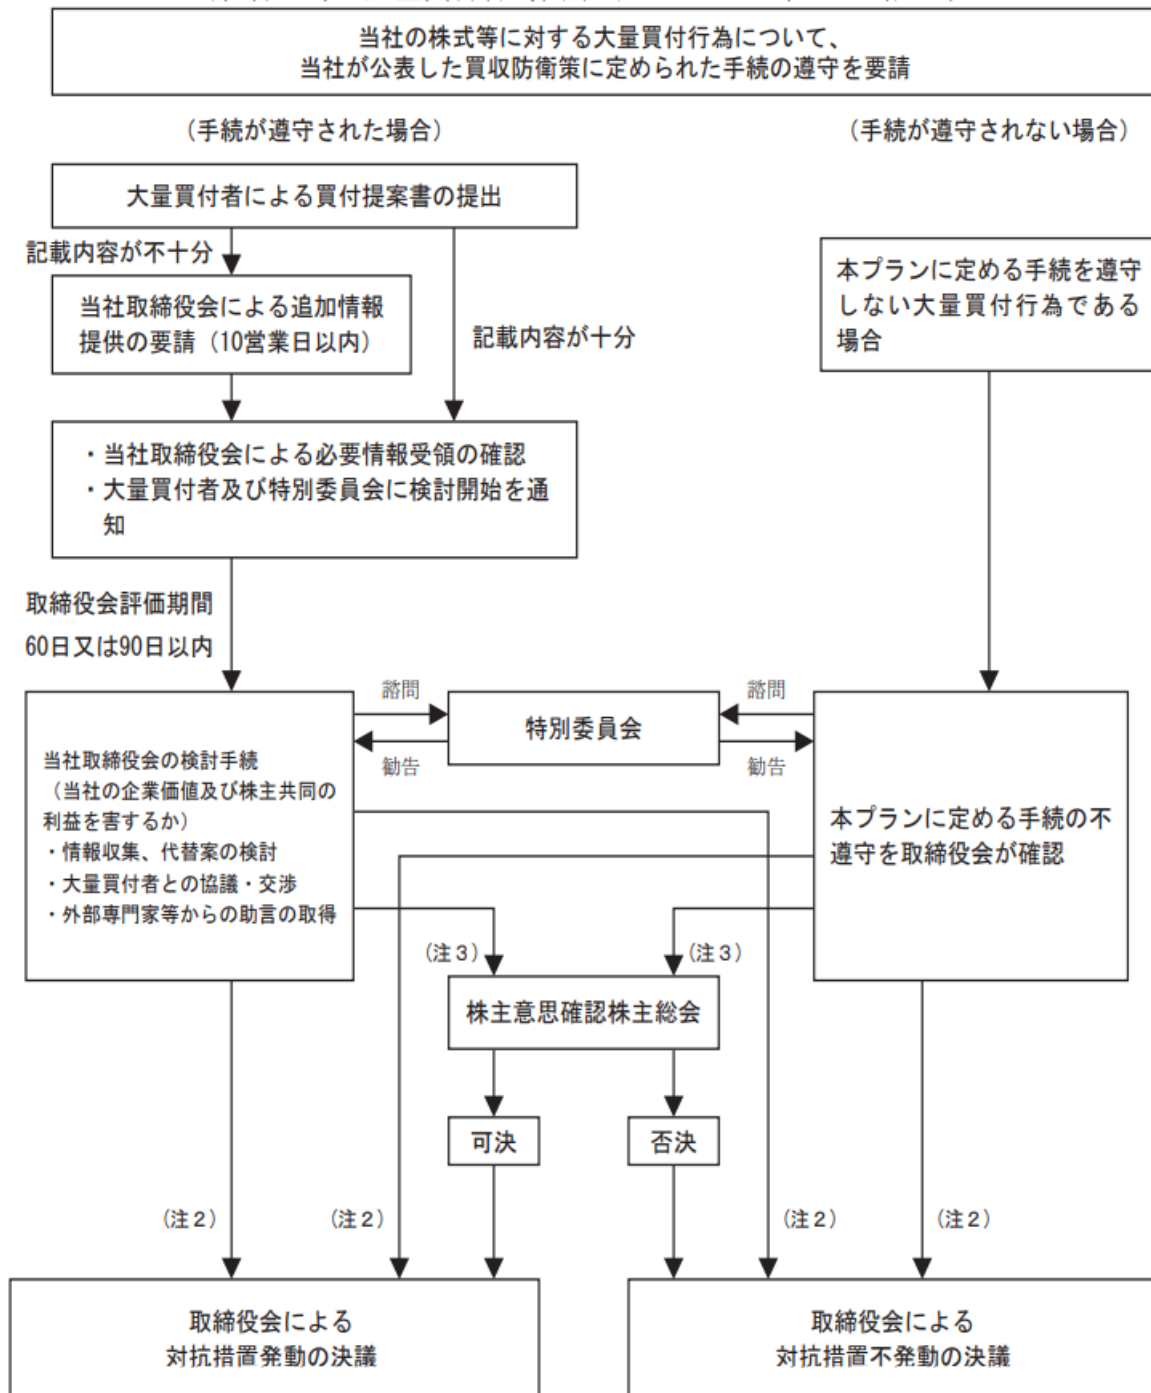 当社の株式等に対する大量買付行為について、
当社が公表した買収防衛策に定められた手続の遵守を要請
（手続が遵守された場合）
（手続が遵守されない場合）
大量買付者による買付提案書の提出
記載内容が不十分
本プランに定める手続を遵守
しない大量買付行為である
場合
当社取締役会による追加情報
提供の要請（10営業日以内）
記載内容が十分
・当社取締役会による必要情報受領の確認
・大量買付者及び特別委員会に検討開始を通
知
取締役会評価期間
60日又は90日以内
諮問
諮問
特別委員会
勧告
勧告
当社取締役会の検討手続
（当社の企業価値及び株主共同の
利益を害するか）
・情報収集、代替案の検討
・大量買付者との協議・交渉
・外部専門家等からの助言の取得
本プランに定める手続の不
遵守を取締役会が確認
（注３）
（注３）
株主意思確認株主総会
可決
否決
（注２）
（注２）
（注２）
（注２）
取締役会による
対抗措置発動の決議
取締役会による
対抗措置不発動の決議